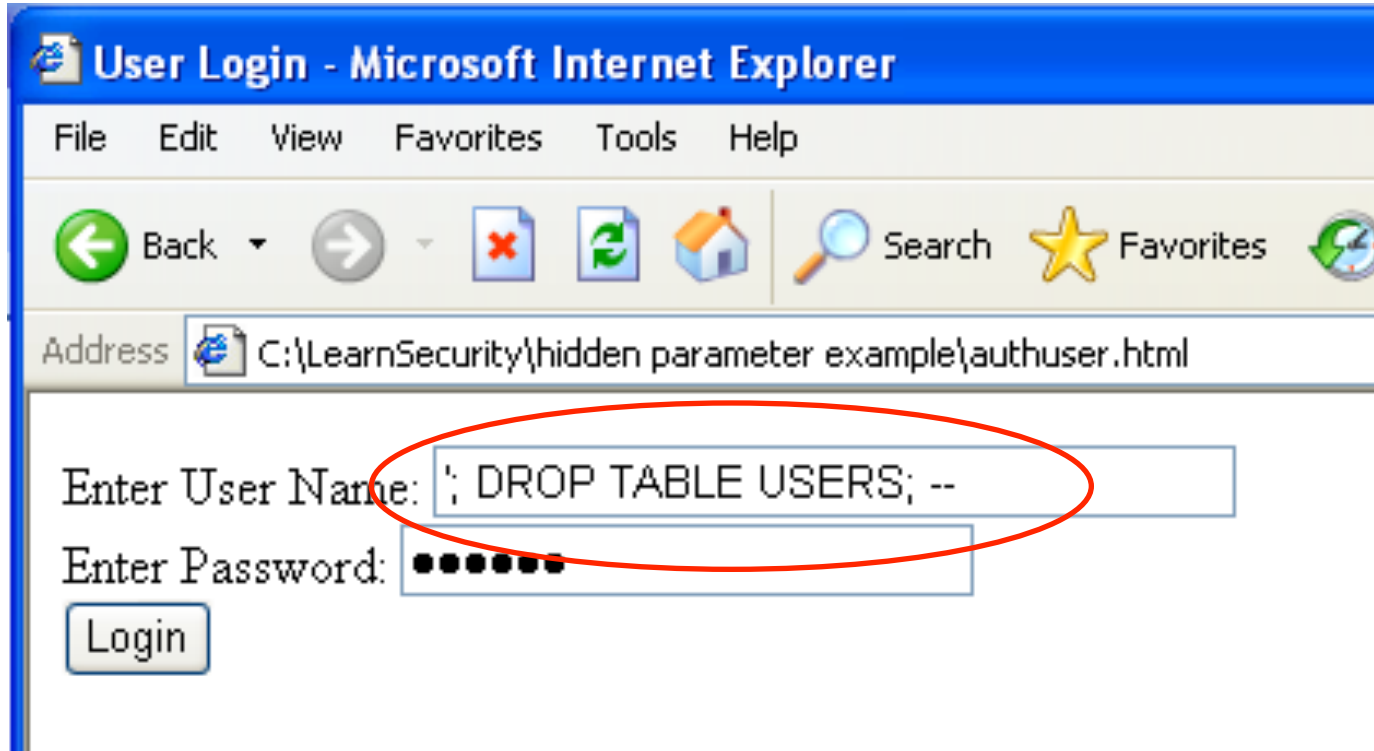 User Login - Microsoft Internet Explorer
File Edit View Favorites Tools Help
Back Search Favorites
Address C:\LearnSecurity\hidden parameter example\authuser.html
Enter User Name: '; DROP TABLE USERS; --
Enter Password: ••••••
Login